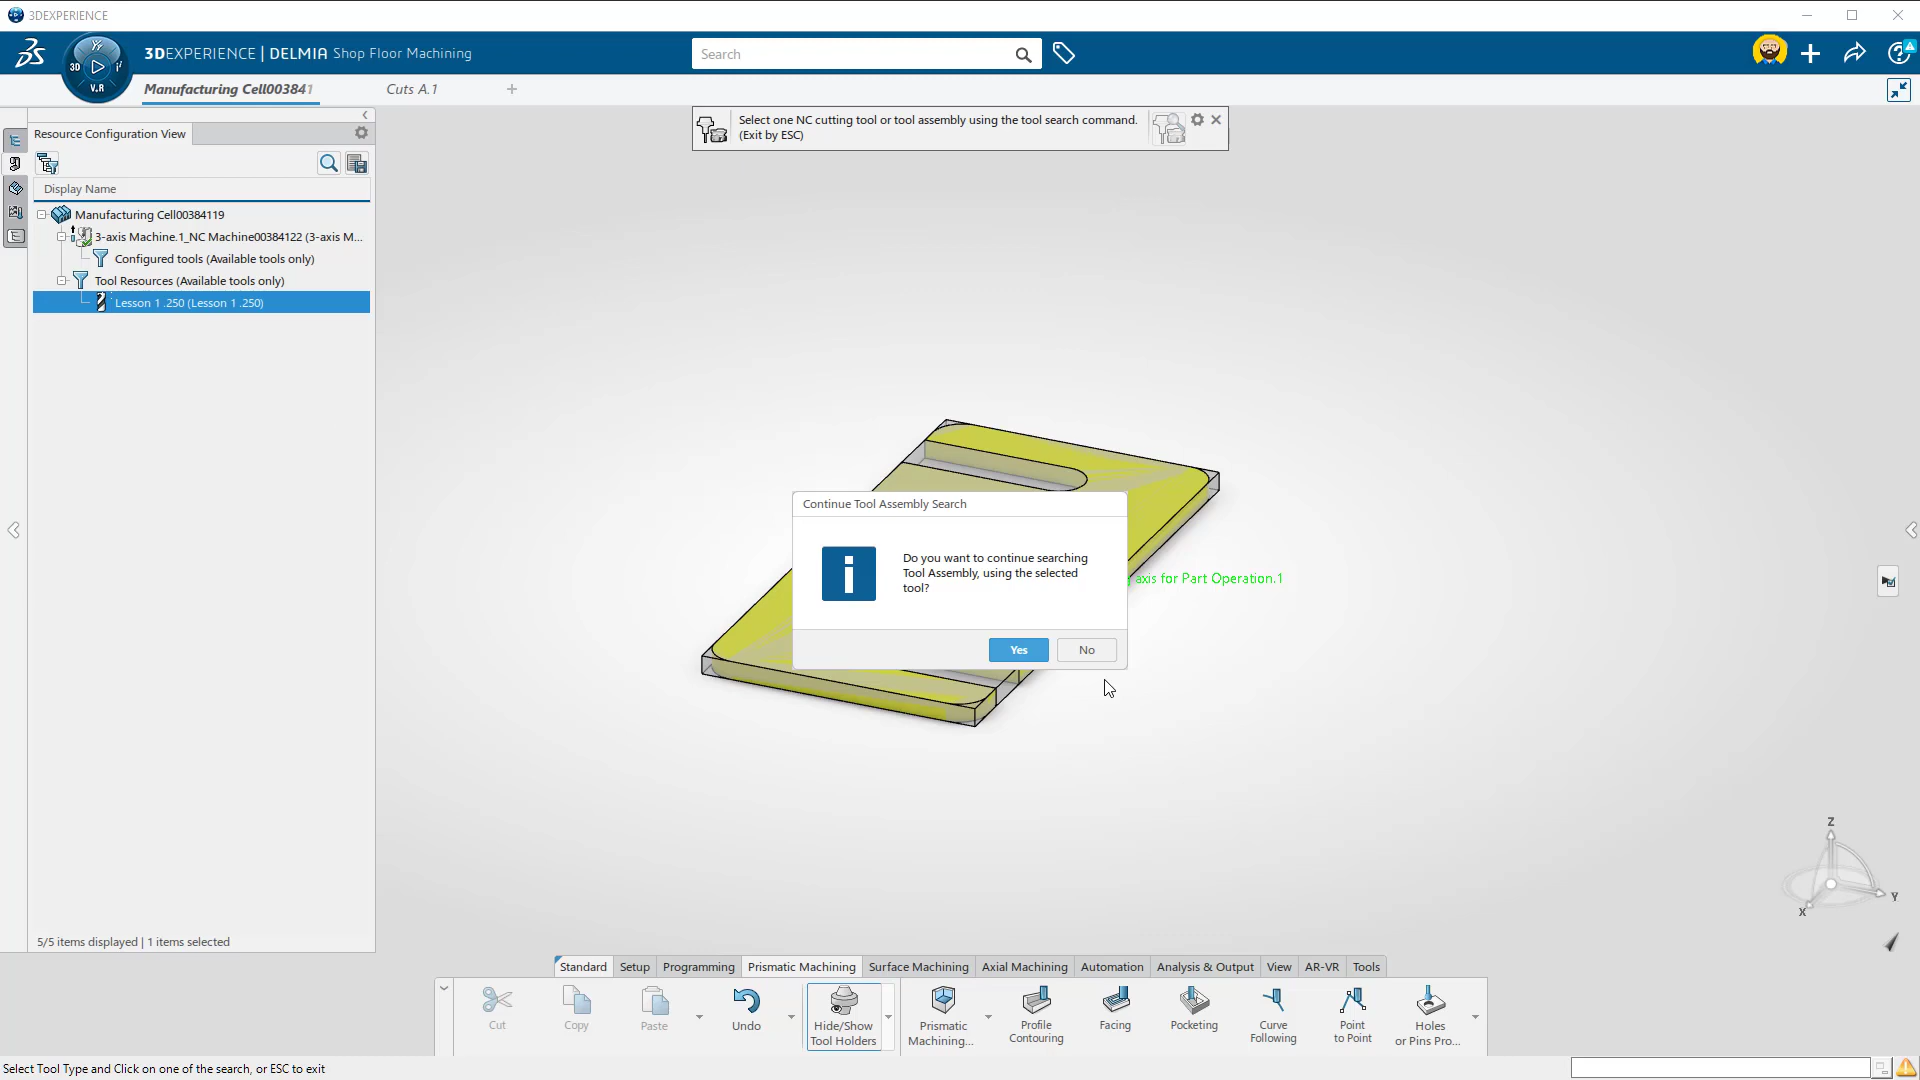 3DEXPERIENCE
3DEXPERIENCE | DELMIA Shop Floor Machining
Search
3D
V.R
Manufacturing Cell003841
Cuts A.1
Resource Configuration View
Display Name
Manufacturing Cell00384119
3-axis Machine.1_NC Machine00384122 (3-axis M...
Configured tools (Available tools only)
Tool Resources (Available tools only)
Lesson 1 .250 (Lesson 1 .250)
5/5 items displayed | 1 items selected
Select one NC cutting tool or tool assembly using the tool search command.
(Exit by ESC)
Continue Tool Assembly Search
Do you want to continue searching
Tool Assembly, using the selected
tool?
Yes
No
axis for Part Operation.1
Z
Y
X
Standard
Setup
Programming
Prismatic Machining
Surface Machining
Axial Machining
Automation
Analysis & Output
View
AR-VR
Tools
Cut
Copy
Paste
Undo
Hide/Show
Tool Holders
Prismatic
Machining...
Profile
Contouring
Facing
Pocketing
Curve
Following
Point
to Point
Holes
or Pins Pro...
Select Tool Type and Click on one of the search, or ESC to exit